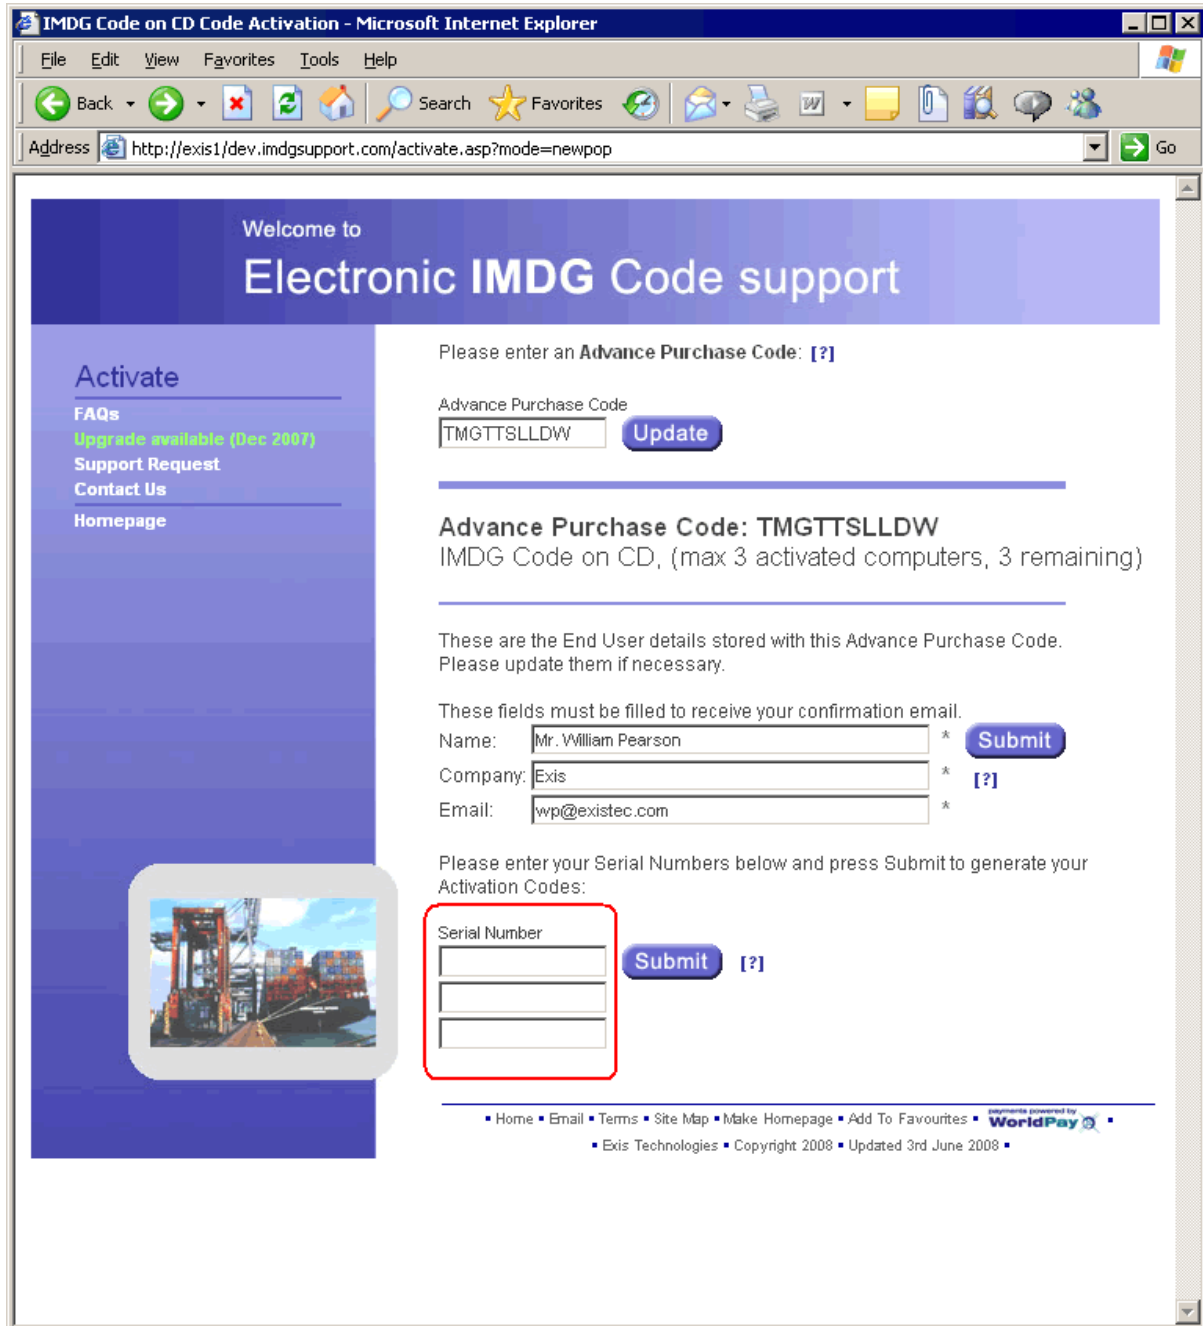 IMDG Code on CD Code Activation - Microsoft Internet Explorer
File Edit View Favorites Tools Help
Back Search Favorites
Address http://exis1/dev.imdgsupport.com/activate.asp?mode=newpop Go
Welcome to
Electronic IMDG Code support
Activate
FAQs
Upgrade available (Dec 2007)
Support Request
Contact Us
Homepage
Please enter an Advance Purchase Code: [?]
Advance Purchase Code
TMGTTSLLDW Update
Advance Purchase Code: TMGTTSLLDW
IMDG Code on CD, (max 3 activated computers, 3 remaining)
These are the End User details stored with this Advance Purchase Code.
Please update them if necessary.
These fields must be filled to receive your confirmation email.
Name: Mr. William Pearson * Submit
Company: Exis * [?]
Email: wp@existec.com *
Please enter your Serial Numbers below and press Submit to generate your
Activation Codes:
Serial Number
Submit [?]
▪ Home ▪ Email ▪ Terms ▪ Site Map ▪ Make Homepage ▪ Add To Favourites ▪ payments powered by WorldPay ▪
▪ Exis Technologies ▪ Copyright 2008 ▪ Updated 3rd June 2008 ▪